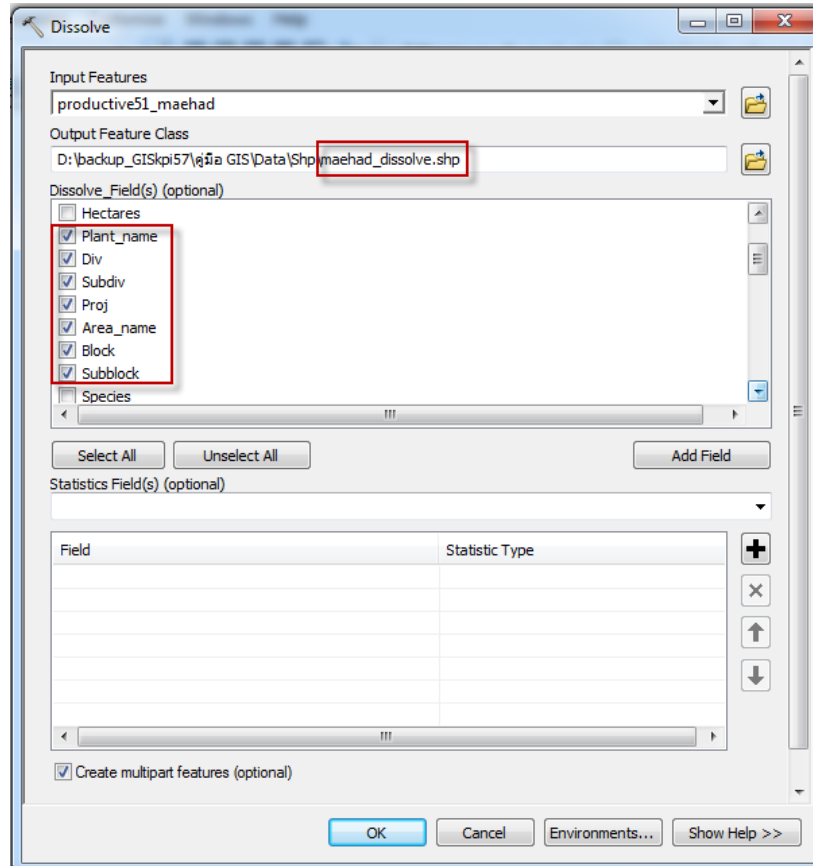 Dissolve
Input Features
productive51_maehad
Output Feature Class
D:\backup_GISkpi57\คู่มือ GIS\Data\Shp\maehad_dissolve.shp
Dissolve_Field(s) (optional)
Hectares
Plant_name
Div
Subdiv
Proj
Area_name
Block
Subblock
Species
Select All Unselect All Add Field
Statistics Field(s) (optional)
Field Statistic Type
Create multipart features (optional)
OK Cancel Environments... Show Help >>